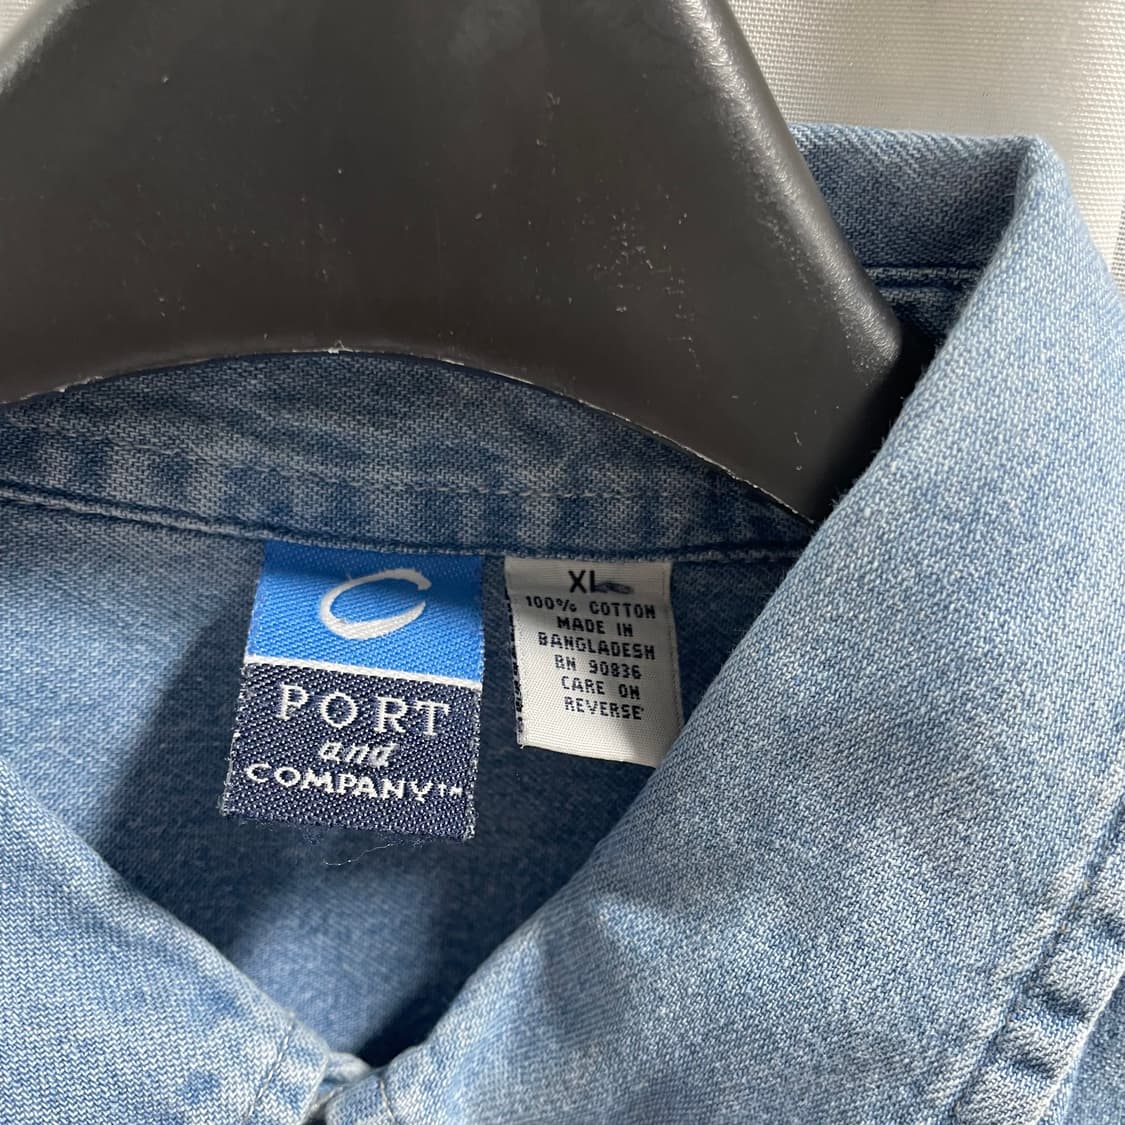 PORT
and
COMPANY™
XL
100% COTTON
MADE IN
BANGLADESH
RN 90836
CARE ON
REVERSE